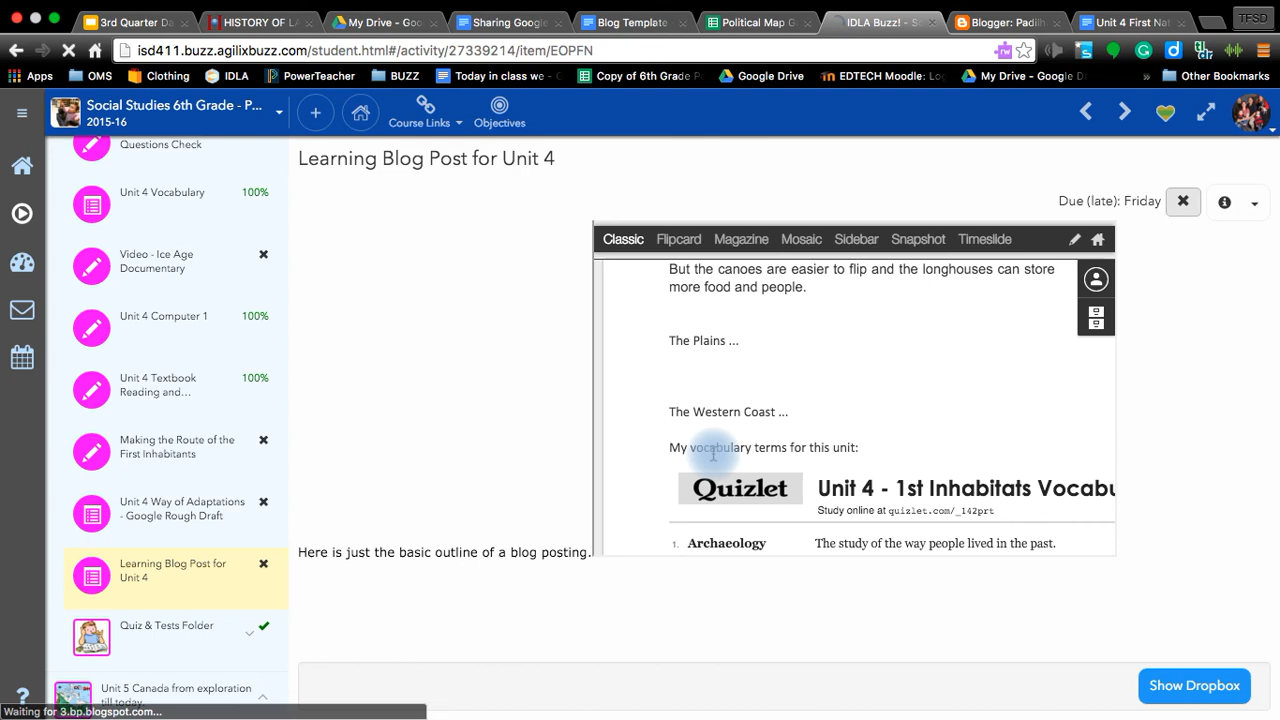 3rd Quarter Da
HISTORY OF LA
My Drive - Go
Sharing Google
Blog Template
Political Map G
IDLA Buzz! - So
Blogger: Padilh
Unit 4 First Nat
TFSD
isd411.buzz.agilixbuzz.com/student.html#/activity/27339214/item/EOPFN
Apps
OMS
Clothing
IDLA
PowerTeacher
BUZZ
Today in class we -
Copy of 6th Grade P
Google Drive
EDTECH Moodle: Log
My Drive - Google D
»
Other Bookmarks
Social Studies 6th Grade - P...
2015-16
Course Links
Objectives
Questions Check
Unit 4 Vocabulary 100%
Video - Ice Age
Documentary
Unit 4 Computer 1 100%
Unit 4 Textbook 100%
Reading and...
Making the Route of the
First Inhabitants
Unit 4 Way of Adaptations
- Google Rough Draft
Learning Blog Post for
Unit 4
Quiz & Tests Folder
Unit 5 Canada from exploration
till today
Waiting for 3.bp.blogspot.com...
Learning Blog Post for Unit 4
Due (late): Friday
Classic Flipcard Magazine Mosaic Sidebar Snapshot Timeslide
But the canoes are easier to flip and the longhouses can store
more food and people.
The Plains ...
The Western Coast ...
My vocabulary terms for this unit:
Quizlet
Unit 4 - 1st Inhabitats Vocabu
Study online at quizlet.com/_142prt
1. Archaeology The study of the way people lived in the past.
Here is just the basic outline of a blog posting.
Show Dropbox